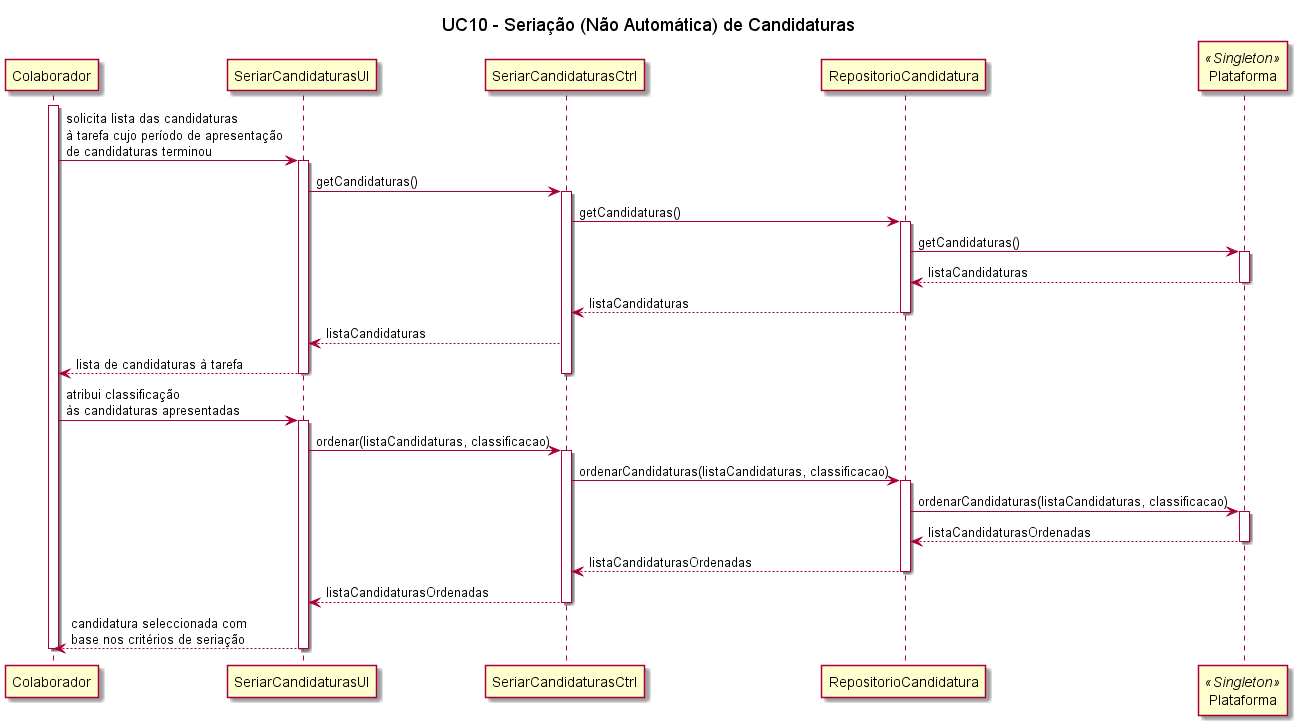 UC10 - Seriação (Não Automática) de Candidaturas
Colaborador
SeriarCandidaturasUI
SeriarCandidaturasCtrl
RepositorioCandidatura
«Singleton»
Plataforma
solicita lista das candidaturas
à tarefa cujo período de apresentação
de candidaturas terminou
getCandidaturas()
getCandidaturas()
getCandidaturas()
listaCandidaturas
listaCandidaturas
listaCandidaturas
lista de candidaturas à tarefa
atribui classificação
às candidaturas apresentadas
ordenar(listaCandidaturas, classificacao)
ordenarCandidaturas(listaCandidaturas, classificacao)
ordenarCandidaturas(listaCandidaturas, classificacao)
listaCandidaturasOrdenadas
listaCandidaturasOrdenadas
listaCandidaturasOrdenadas
candidatura seleccionada com
base nos critérios de seriação
Colaborador
SeriarCandidaturasUI
SeriarCandidaturasCtrl
RepositorioCandidatura
«Singleton»
Plataforma